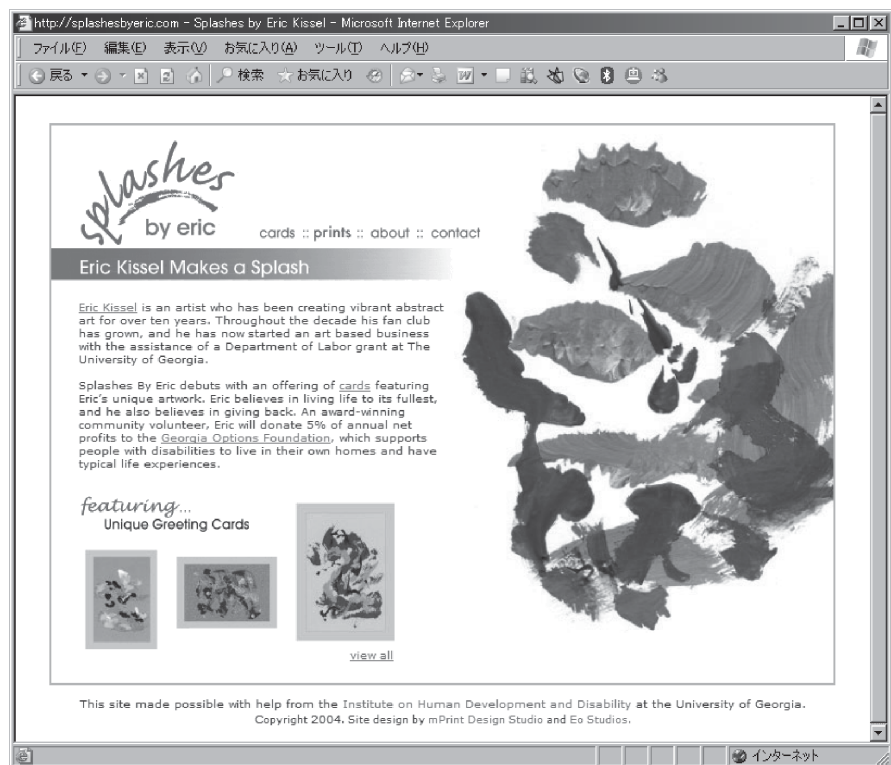 http://splashesbyeric.com - Splashes by Eric Kissel - Microsoft Internet Explorer
ファイル(F) 編集(E) 表示(V) お気に入り(A) ツール(T) ヘルプ(H)
戻る 検索 お気に入り
splashes
by eric
cards :: prints :: about :: contact
Eric Kissel Makes a Splash
Eric Kissel is an artist who has been creating vibrant abstract
art for over ten years. Throughout the decade his fan club
has grown, and he has now started an art based business
with the assistance of a Department of Labor grant at The
University of Georgia.
Splashes By Eric debuts with an offering of cards featuring
Eric's unique artwork. Eric believes in living life to its fullest,
and he also believes in giving back. An award-winning
community volunteer, Eric will donate 5% of annual net
profits to the Georgia Options Foundation, which supports
people with disabilities to live in their own homes and have
typical life experiences.
featuring...
Unique Greeting Cards
view all
This site made possible with help from the Institute on Human Development and Disability at the University of Georgia.
Copyright 2004. Site design by mPrint Design Studio and Eo Studios.
インターネット